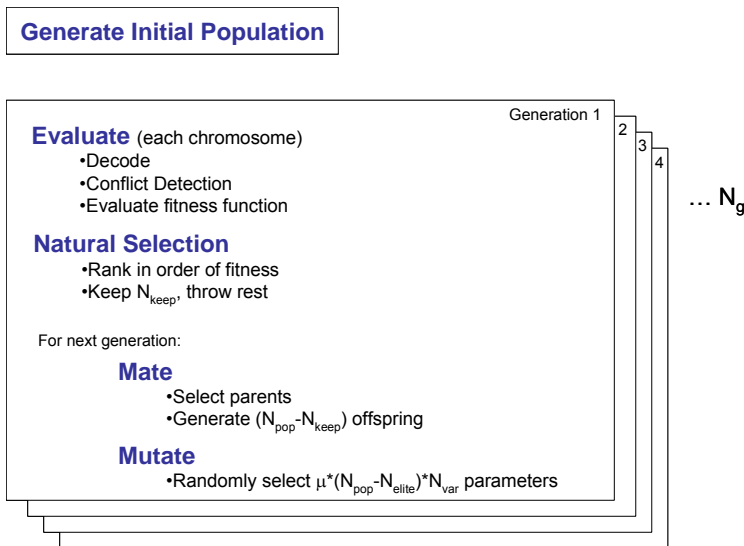 Generate Initial Population
Generation 1
2
3
4
… Ng
Evaluate (each chromosome)
•Decode
•Conflict Detection
•Evaluate fitness function
Natural Selection
•Rank in order of fitness
•Keep Nkeep, throw rest
For next generation:
Mate
•Select parents
•Generate (Npop-Nkeep) offspring
Mutate
•Randomly select μ*(Npop-Nelite)*Nvar parameters